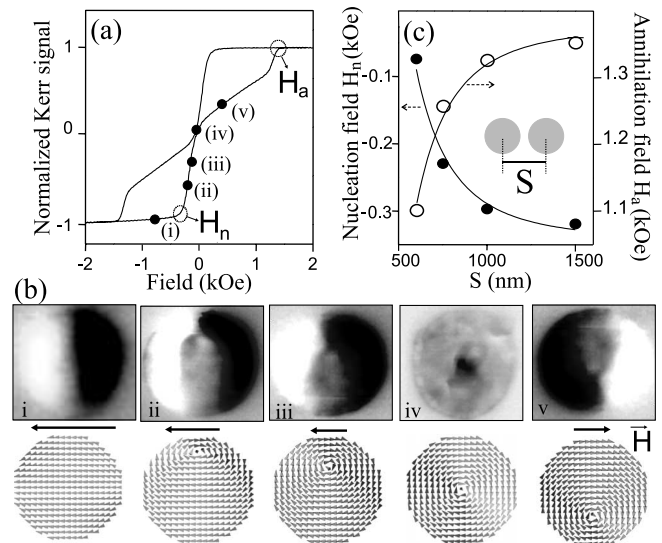 (a)
Normalized Kerr signal
1
0
-1
-2
-1
0
1
2
Field (kOe)
H_a
(v)
(iv)
(iii)
(ii)
(i)
H_n
(c)
Nucleation field H_n (kOe)
-0.1
-0.2
-0.3
Annihilation field H_a (kOe)
1.3
1.2
1.1
S
500
1000
1500
S (nm)
(b)
i
ii
iii
iv
v
H